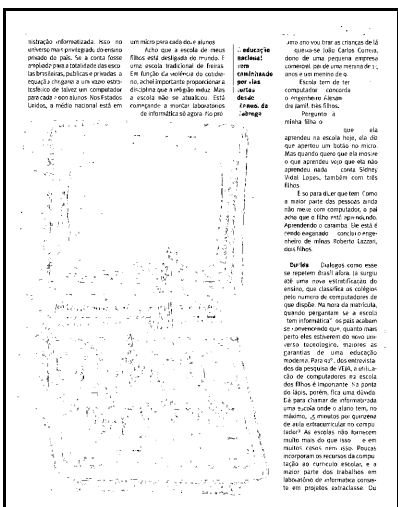 nistração informatizada. Isso no
universo mais privilegiado do ensino
privado do país. Se a conta fosse
ampliada para a totalidade das esco-
las brasileiras, públicas e privadas, a
equação chegaria a um vazio estra-
tosférico de talvez um computador
para cada alunos. Nos Estados
Unidos, a média nacional está em
um micro para cada dois alunos.
Acho que a escola de meus
filhos está desligada do mundo. É
uma escola tradicional de freiras.
Em função da violência do cotidia-
no, achei importante proporcionar a
disciplina que a religião induz. Mas
a escola não se atualizou. Está
começando a montar laboratórios
de informática só agora. No pró
A educação
nacional
vem
caminhando
por vias
tortas
desde
ximo ano vou tirar as crianças de lá
queixa-se João Carlos Correia,
dono de uma pequena empresa
comercial, pai de uma menina de
anos e um menino de 9.
Escola tem de ter
computador concorda
o engenheiro
três filhos.
Pergunto a
minha filha o
que ela
aprendeu na escola hoje, ela diz
que apertou um botão no micro.
Mas quando quero que ela mostre
o que aprendeu vejo que ela não
aprendeu nada conta Sidney
Vidal Lopes, também com três
filhos
É só para dizer que tem. Como
a maior parte das pessoas ainda
não mexe com computador, o pai
acha que o filho está aprendendo.
Aprendendo o caramba. Ele está é
sendo enganado conclui o enge-
nheiro de minas Roberto Lazzari,
dois filhos
Dúvida Diálogos como esse
se repetem Brasil afora. Já surgiu
até uma nova estratificação do
ensino, que classifica os colégios
pelo número de computadores de
que dispõe. Na hora da matrícula,
quando perguntam se a escola
"tem informática" os pais acabam
se convencendo que, quanto mais
perto eles estiverem do novo uni-
verso tecnológico, maiores as
garantias de uma educação
moderna. Para dos entrevista-
dos da pesquisa de VEJA, a utiliza-
ção de computadores na escola
dos filhos é importante. Na ponta
do lápis, porém, fica uma dúvida.
Dá para chamar de informatizada
uma escola onde o aluno tem, no
máximo, minutos por quinzena
de aula extracurricular no compu-
tador? As escolas não fornecem
muito mais do que isso e em
muitos casos nem isso. Poucas
incorporam os recursos da compu-
tação ao currículo escolar, e a
maior parte dos trabalhos em
laboratório de informática consis-
te em projetos extraclasse. Ou